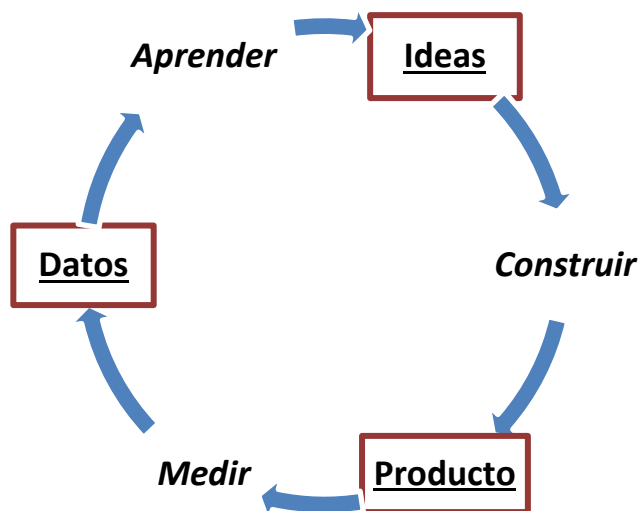 Aprender
Ideas
Construir
Producto
Medir
Datos